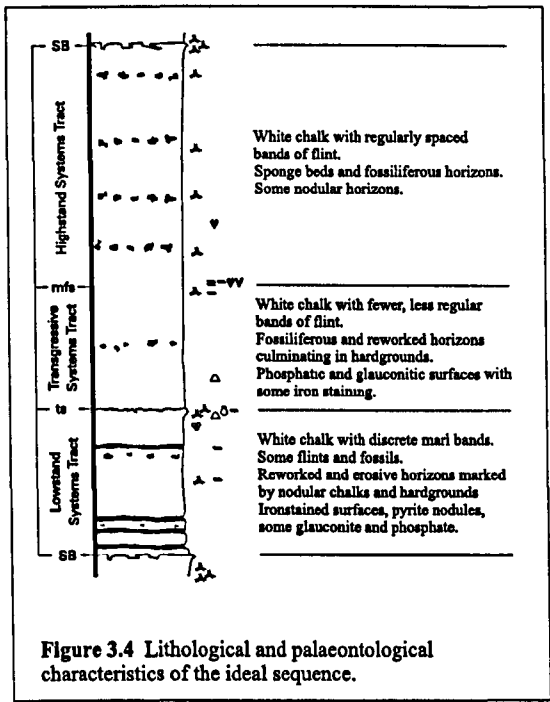 SB
Highstand Systems Tract
White chalk with regularly spaced
bands of flint.
Sponge beds and fossiliferous horizons.
Some nodular horizons.
mfs
Transgressive
Systems Tract
White chalk with fewer, less regular
bands of flint.
Fossiliferous and reworked horizons
culminating in hardgrounds.
Phosphatic and glauconitic surfaces with
some iron staining.
ts
Lowstand
Systems Tract
White chalk with discrete marl bands.
Some flints and fossils.
Reworked and erosive horizons marked
by nodular chalks and hardgrounds
Ironstained surfaces, pyrite nodules,
some glauconite and phosphate.
SB
Figure 3.4 Lithological and palaeontological
characteristics of the ideal sequence.